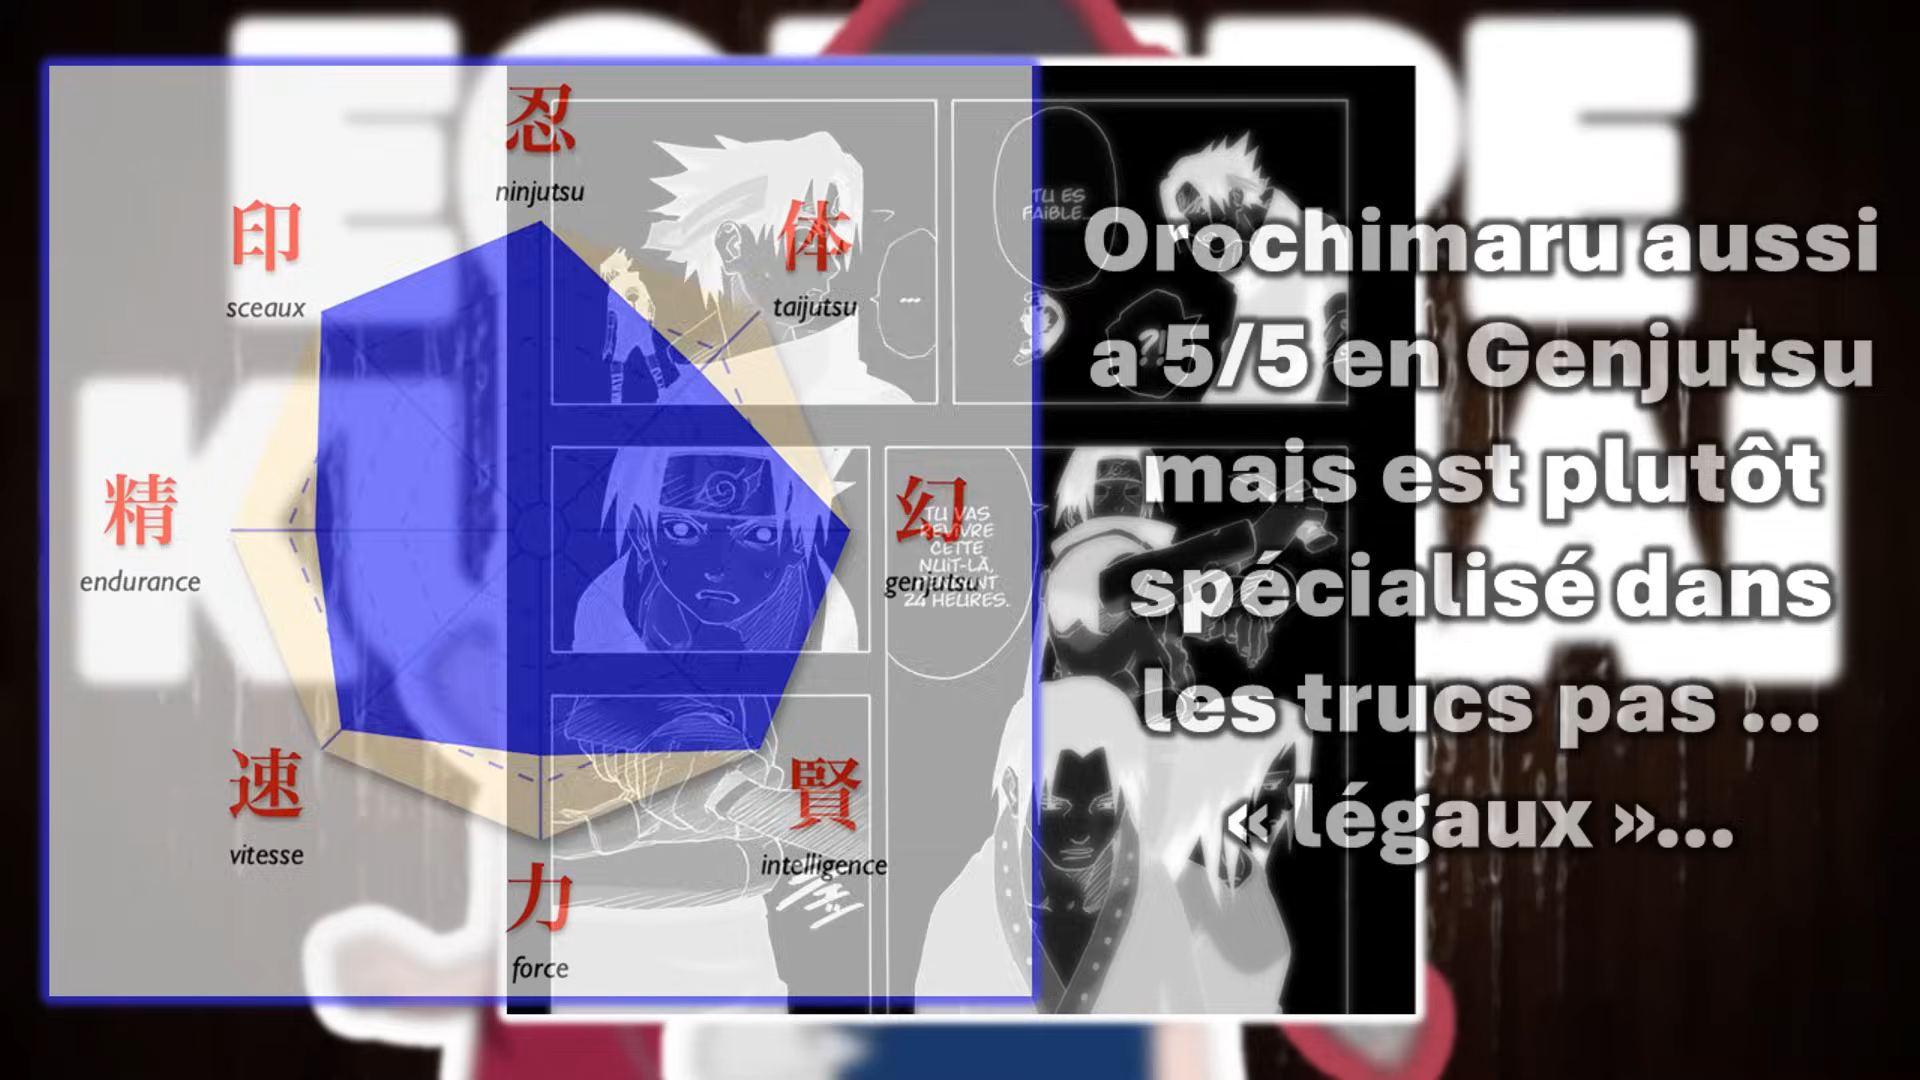 忍
ninjutsu
印
sceaux
体
taijutsu
精
endurance
幻
genjutsu
速
vitesse
賢
intelligence
力
force
TU ES
FAIBLE...
...
?!
TU VAS
REVIVRE
CETTE
NUIT-LÀ,
24 HEURES.
Orochimaru aussi
a 5/5 en Genjutsu
mais est plutôt
spécialisé dans
les trucs pas ...
« légaux »...